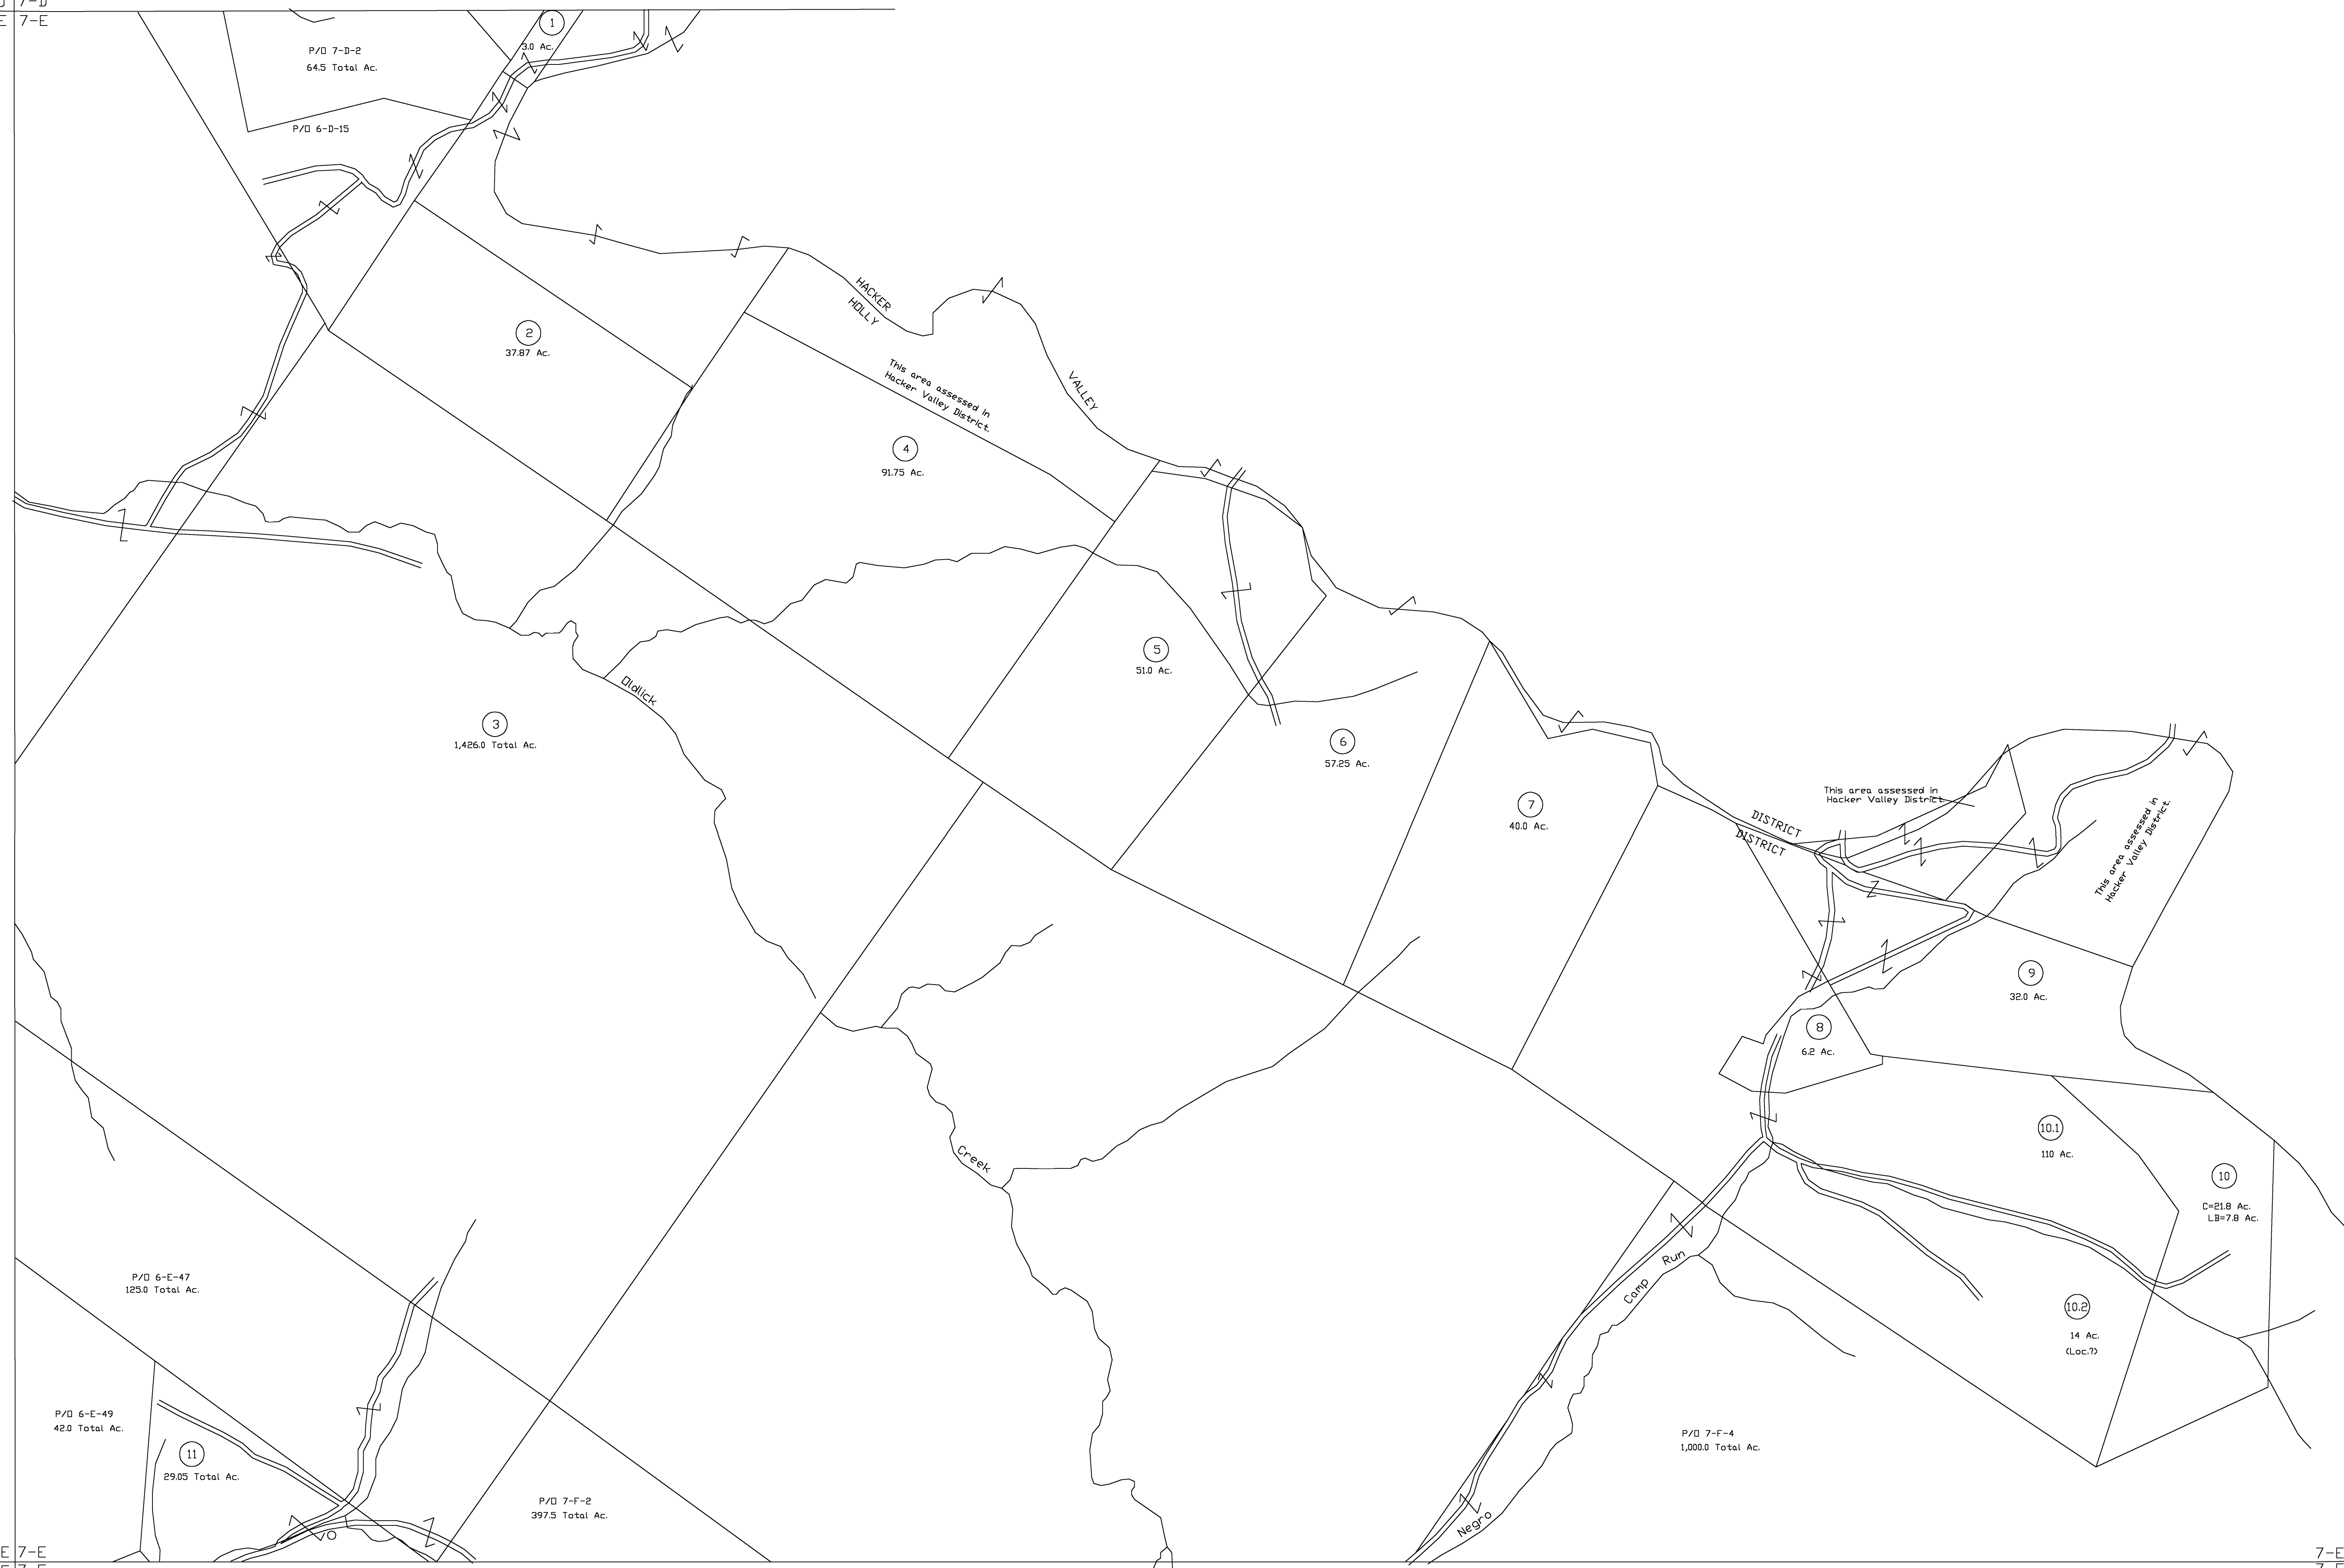 7-D
E 7-E
1
3.0 Ac.
P/O 7-D-2
64.5 Total Ac.
P/O 6-D-15
HACKER
HOLLY
2
37.87 Ac.
This area assessed in
Hacker Valley District.
VALLEY
4
91.75 Ac.
5
51.0 Ac.
Oldlick
3
1,426.0 Total Ac.
6
57.25 Ac.
7
40.0 Ac.
This area assessed in
Hacker Valley District.
DISTRICT
DISTRICT
This area assessed in
Hacker Valley District.
9
32.0 Ac.
8
6.2 Ac.
10.1
110 Ac.
Creek
10
C=21.8 Ac.
LB=7.8 Ac.
Run
Camp
P/O 6-E-47
125.0 Total Ac.
10.2
14 Ac.
(Loc.?)
P/O 6-E-49
42.0 Total Ac.
P/O 7-F-4
1,000.0 Total Ac.
11
29.05 Total Ac.
P/O 7-F-2
397.5 Total Ac.
Negro
E 7-E
7-E